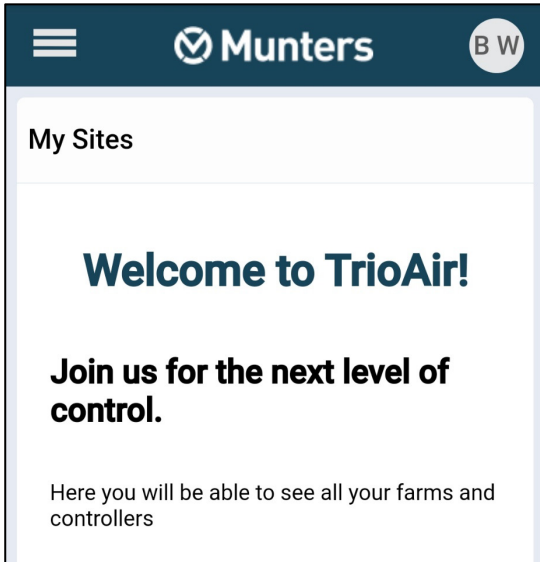 Munters
B W
My Sites
Welcome to TrioAir!
Join us for the next level of
control.
Here you will be able to see all your farms and
controllers